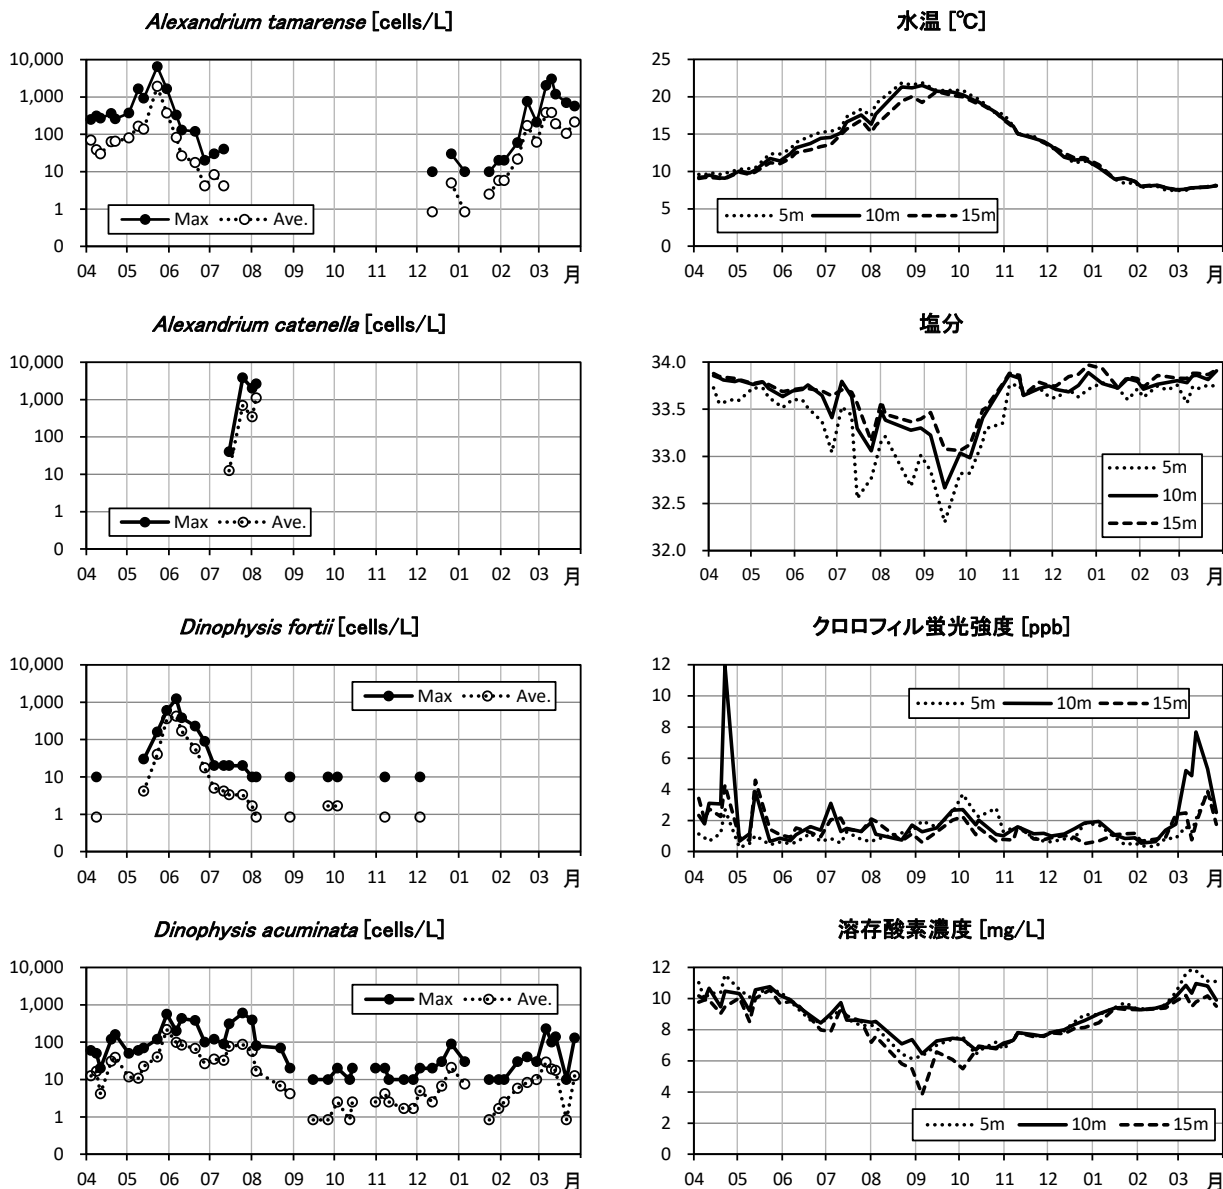 Alexandrium tamarense [cells/L]
10,000
1,000
100
10
1
0
Max Ave.
04 05 06 07 08 09 10 11 12 01 02 03 月
水温 [℃]
25
20
15
10
5
0
5m 10m 15m
04 05 06 07 08 09 10 11 12 01 02 03 月
Alexandrium catenella [cells/L]
10,000
1,000
100
10
1
0
Max Ave.
04 05 06 07 08 09 10 11 12 01 02 03 月
塩分
34.0
33.5
33.0
32.5
32.0
5m
10m
15m
04 05 06 07 08 09 10 11 12 01 02 03 月
Dinophysis fortii [cells/L]
10,000
1,000
100
10
1
0
Max Ave.
04 05 06 07 08 09 10 11 12 01 02 03 月
クロロフィル蛍光強度 [ppb]
12
10
8
6
4
2
0
5m 10m 15m
04 05 06 07 08 09 10 11 12 01 02 03 月
Dinophysis acuminata [cells/L]
10,000
1,000
100
10
1
0
Max Ave.
04 05 06 07 08 09 10 11 12 01 02 03 月
溶存酸素濃度 [mg/L]
12
10
8
6
4
2
0
5m 10m 15m
04 05 06 07 08 09 10 11 12 01 02 03 月